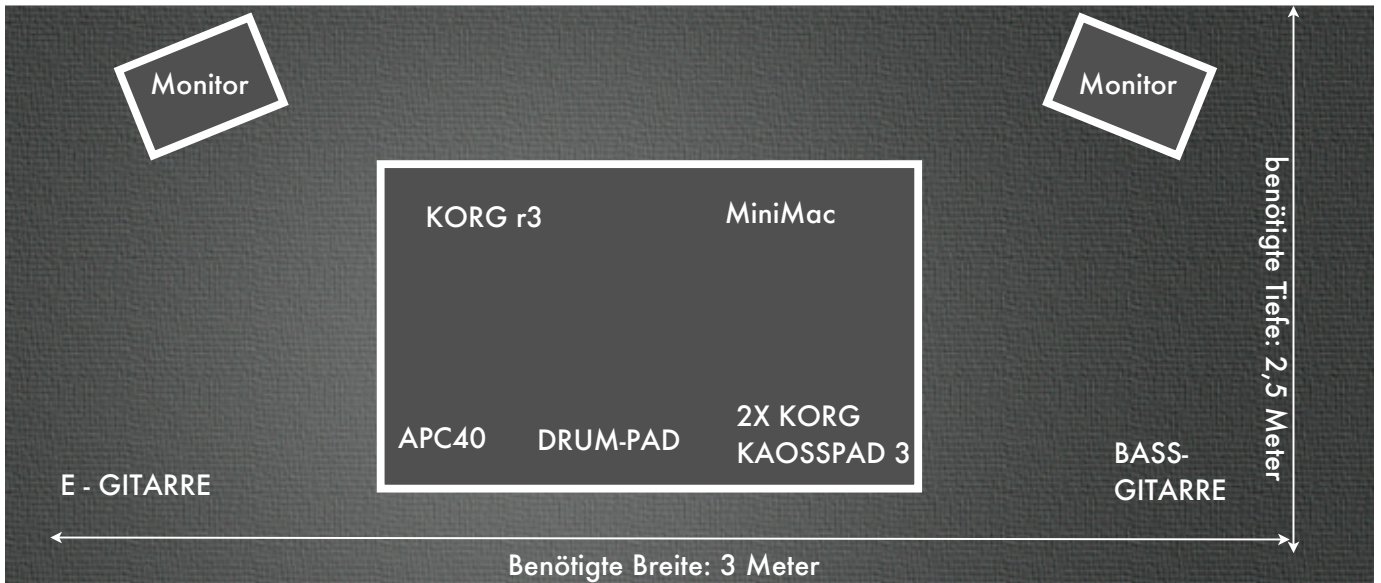 Monitor
Monitor
KORG r3
MiniMac
benötigte Tiefe: 2,5 Meter
APC40
DRUM-PAD
2X KORG
KAOSSPAD 3
E - GITARRE
BASS-
GITARRE
Benötigte Breite: 3 Meter